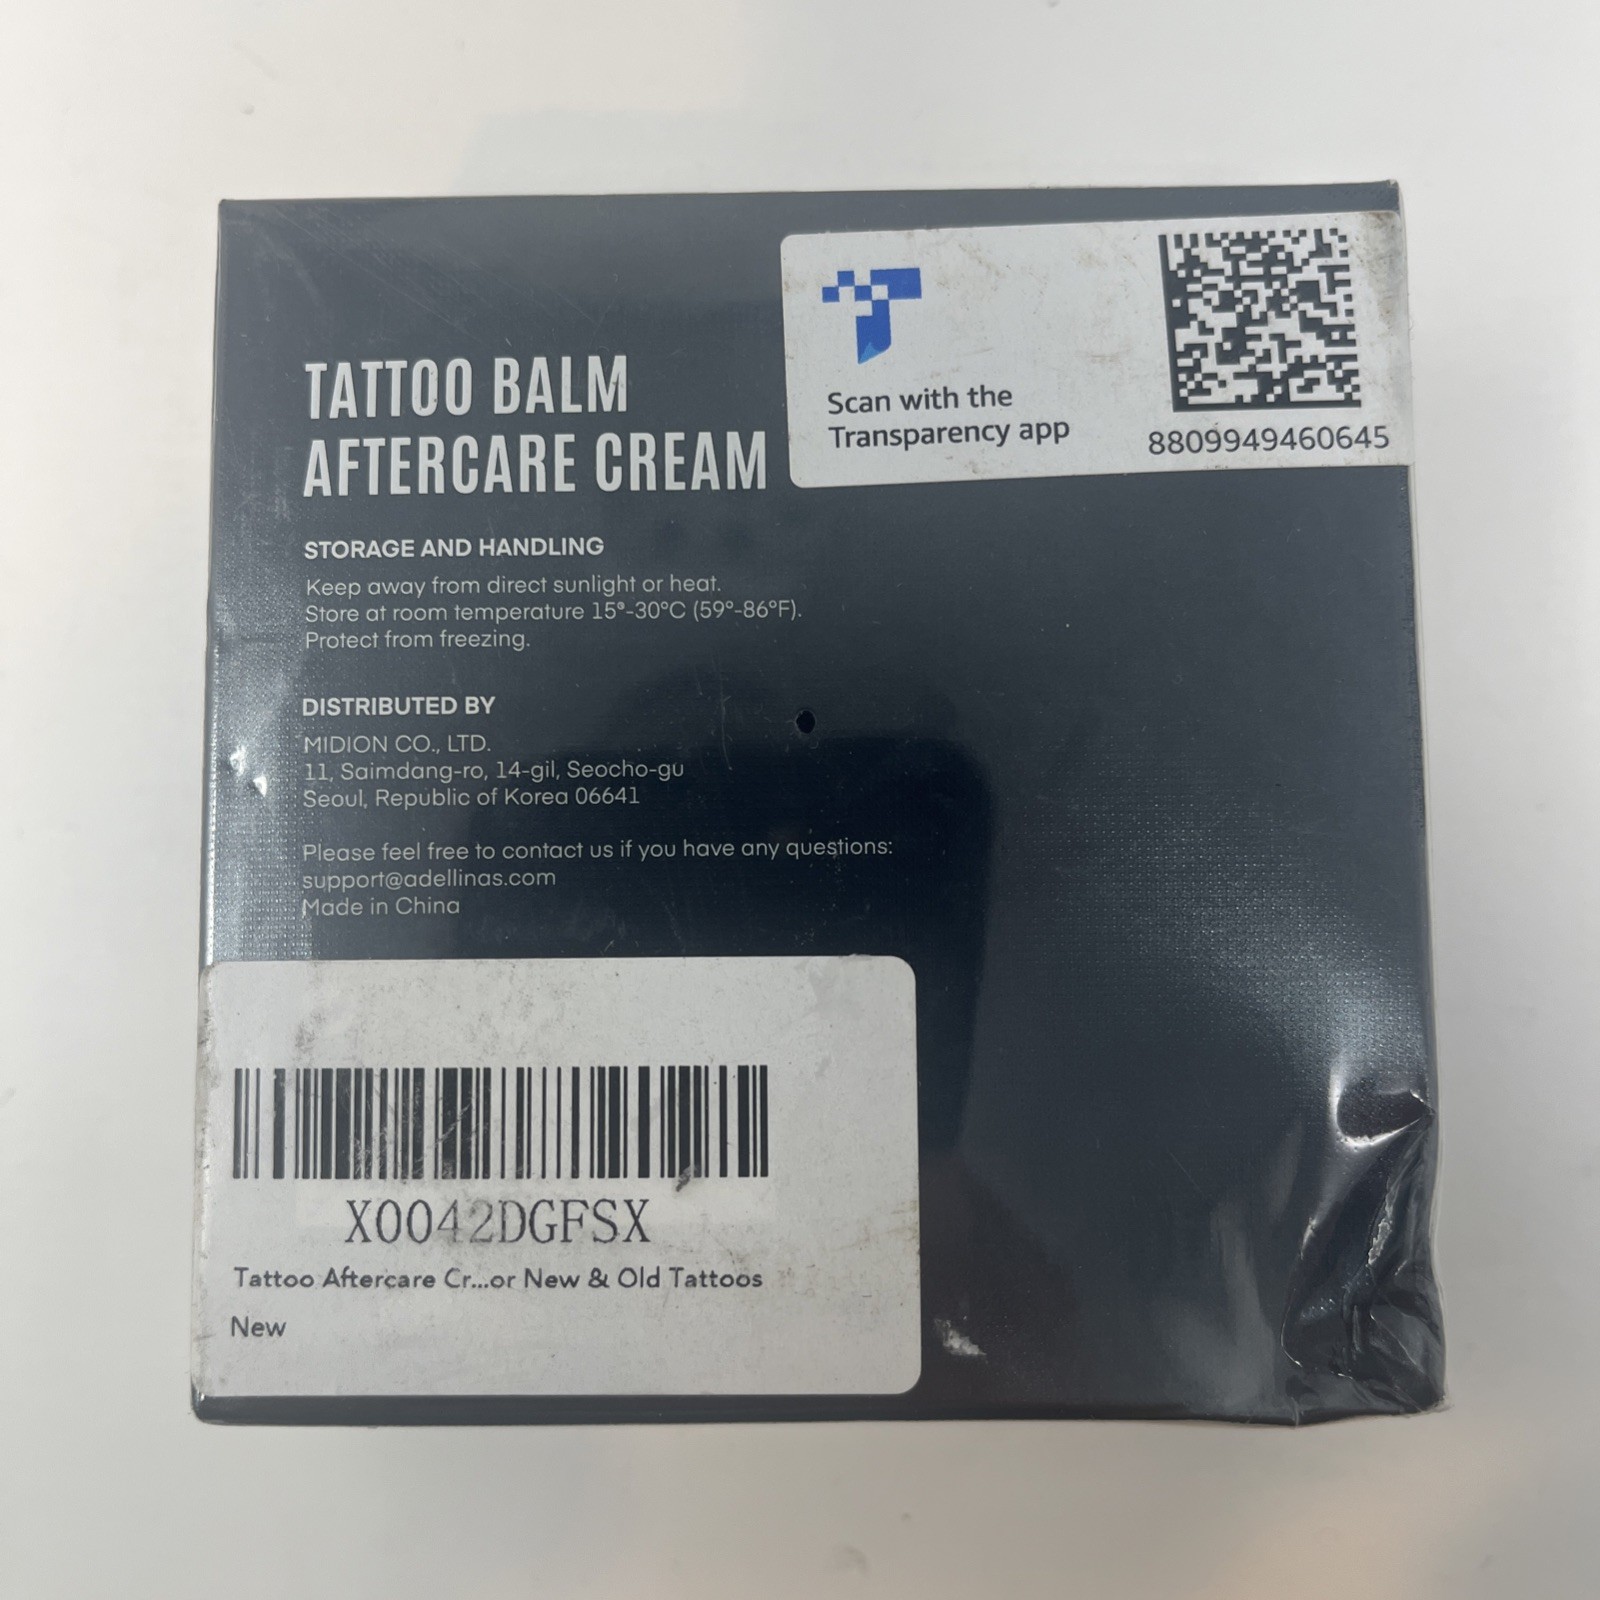 TATTOO BALM
AFTERCARE CREAM
Scan with the
Transparency app
8809949460645
STORAGE AND HANDLING
Keep away from direct sunlight or heat.
Store at room temperature 15°-30°C (59°-86°F).
Protect from freezing.
DISTRIBUTED BY
MIDION CO., LTD.
11, Saimdang-ro, 14-gil, Seocho-gu
Seoul, Republic of Korea 06641
Please feel free to contact us if you have any questions:
support@adellinas.com
Made in China
X0042DGFSX
Tattoo Aftercare Cr...or New & Old Tattoos
New